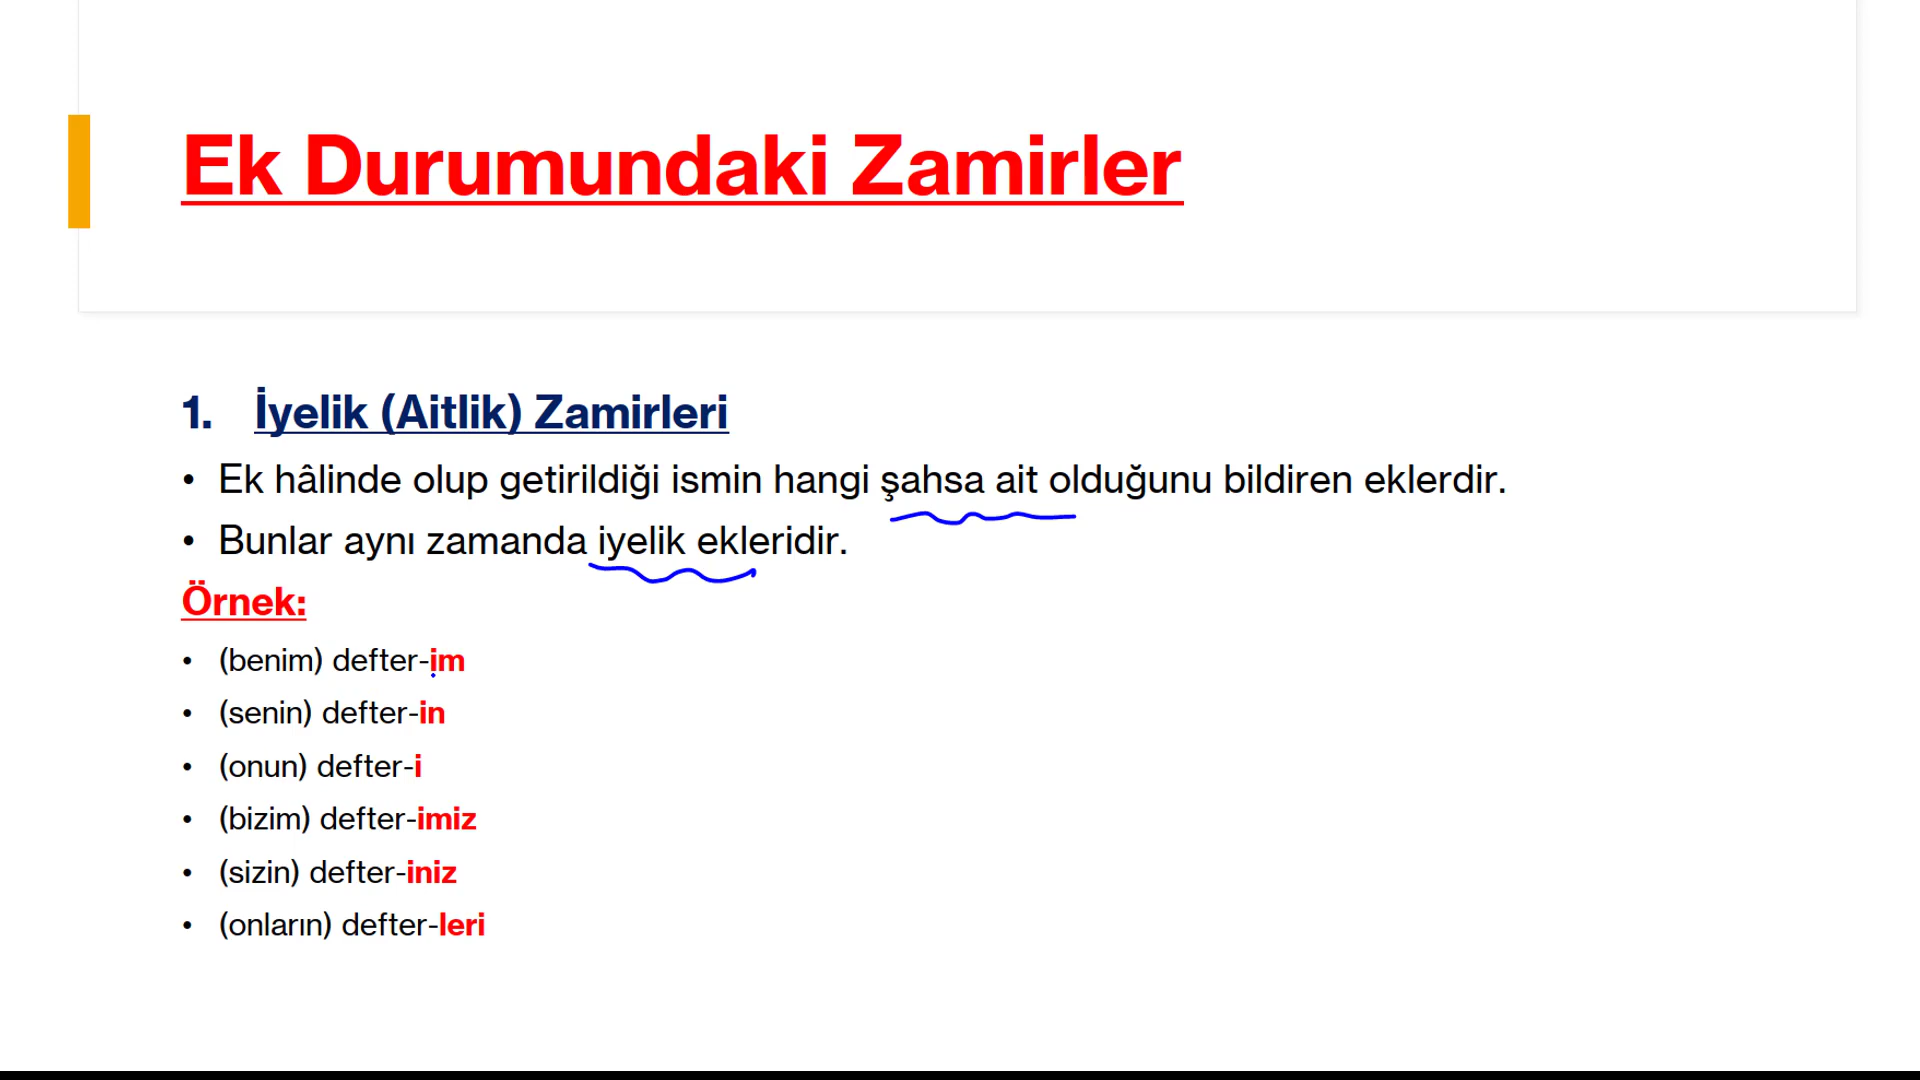 Ek Durumundaki Zamirler
1. İyelik (Aitlik) Zamirleri
• Ek hâlinde olup getirildiği ismin hangi şahsa ait olduğunu bildiren eklerdir.
• Bunlar aynı zamanda iyelik ekleridir.
Örnek:
• (benim) defter-im
• (senin) defter-in
• (onun) defter-i
• (bizim) defter-imiz
• (sizin) defter-iniz
• (onların) defter-leri